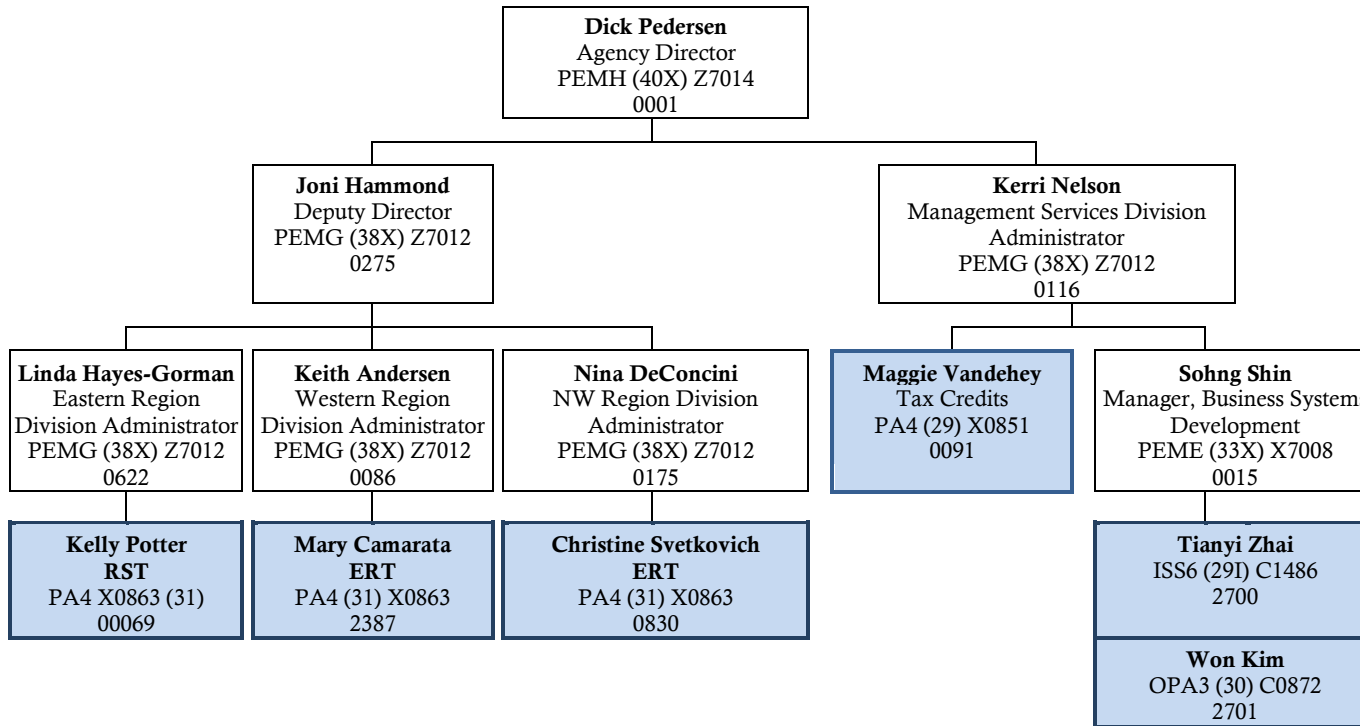 Dick Pedersen
Agency Director
PEMH (40X) Z7014
0001
Joni Hammond
Deputy Director
PEMG (38X) Z7012
0275
Kerri Nelson
Management Services Division
Administrator
PEMG (38X) Z7012
0116
Linda Hayes-Gorman
Eastern Region
Division Administrator
PEMG (38X) Z7012
0622
Keith Andersen
Western Region
Division Administrator
PEMG (38X) Z7012
0086
Nina DeConcini
NW Region Division
Administrator
PEMG (38X) Z7012
0175
Maggie Vandehey
Tax Credits
PA4 (29) X0851
0091
Sohng Shin
Manager, Business Systems
Development
PEME (33X) X7008
0015
Kelly Potter
RST
PA4 X0863 (31)
00069
Mary Camarata
ERT
PA4 (31) X0863
2387
Christine Svetkovich
ERT
PA4 (31) X0863
0830
Tianyi Zhai
ISS6 (29I) C1486
2700
Won Kim
OPA3 (30) C0872
2701